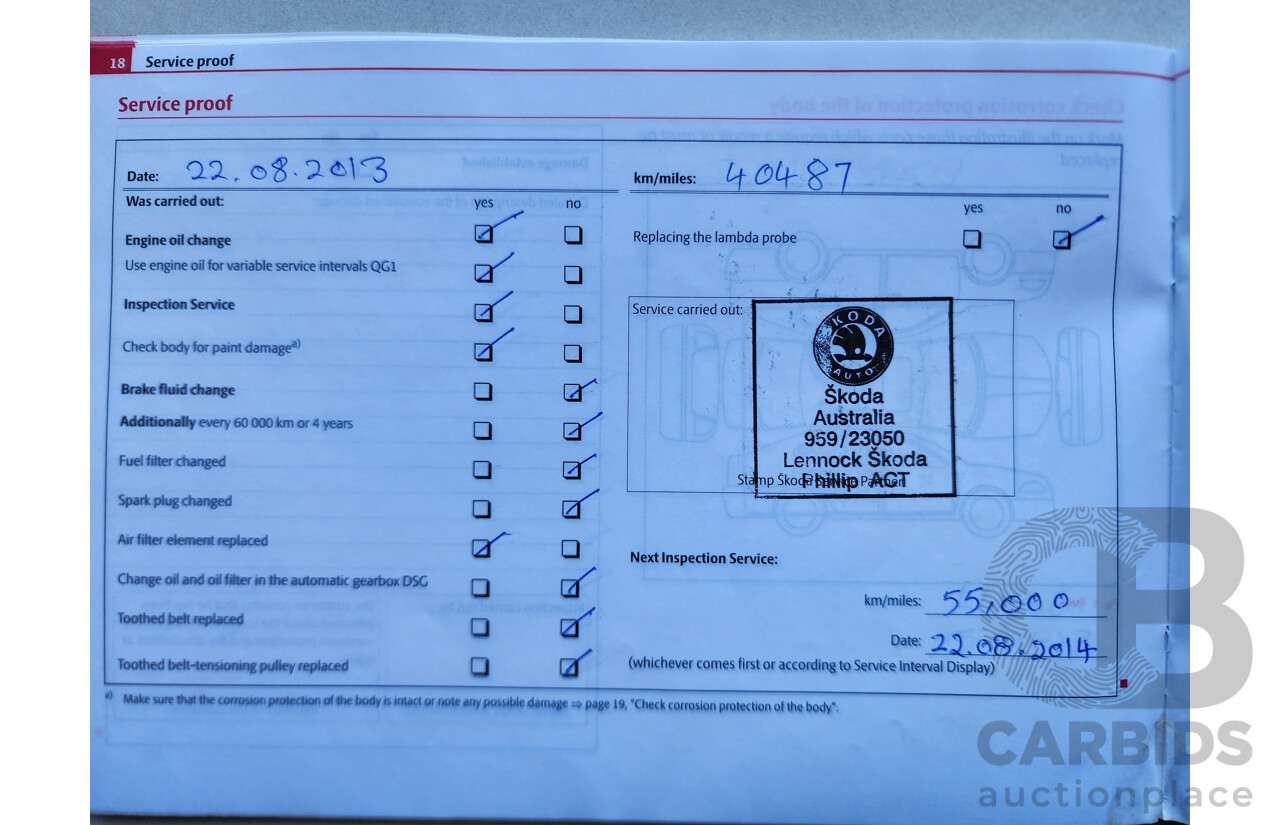 18 Service proof
Service proof
Date: 22.08.2013
Was carried out: yes no
Engine oil change
Use engine oil for variable service intervals QG1
Inspection Service
Check body for paint damage a)
Brake fluid change
Additionally every 60 000 km or 4 years
Fuel filter changed
Spark plug changed
Air filter element replaced
Change oil and oil filter in the automatic gearbox DSG
Toothed belt replaced
Toothed belt-tensioning pulley replaced
km/miles: 40487
yes no
Replacing the lambda probe
Service carried out:
ŠKODA
AUTO
Škoda
Australia
959/23050
Lennock Škoda
Phillip ACT
Stamp Škoda Service Partner
Next Inspection Service:
km/miles: 55,000
Date: 22.08.2014
(whichever comes first or according to Service Interval Display)
a) Make sure that the corrosion protection of the body is intact or note any possible damage ⇒ page 19, "Check corrosion protection of the body".
CARBIDS
auctionplace